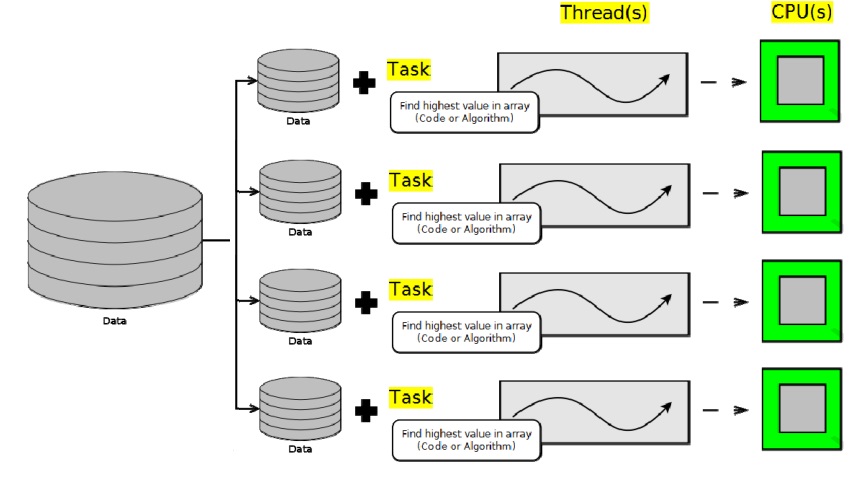 Thread(s)
CPU(s)
Task
Find highest value in array
(Code or Algorithm)
Data
Task
Find highest value in array
(Code or Algorithm)
Data
Task
Find highest value in array
(Code or Algorithm)
Data
Data
Task
Find highest value in array
(Code or Algorithm)
Data